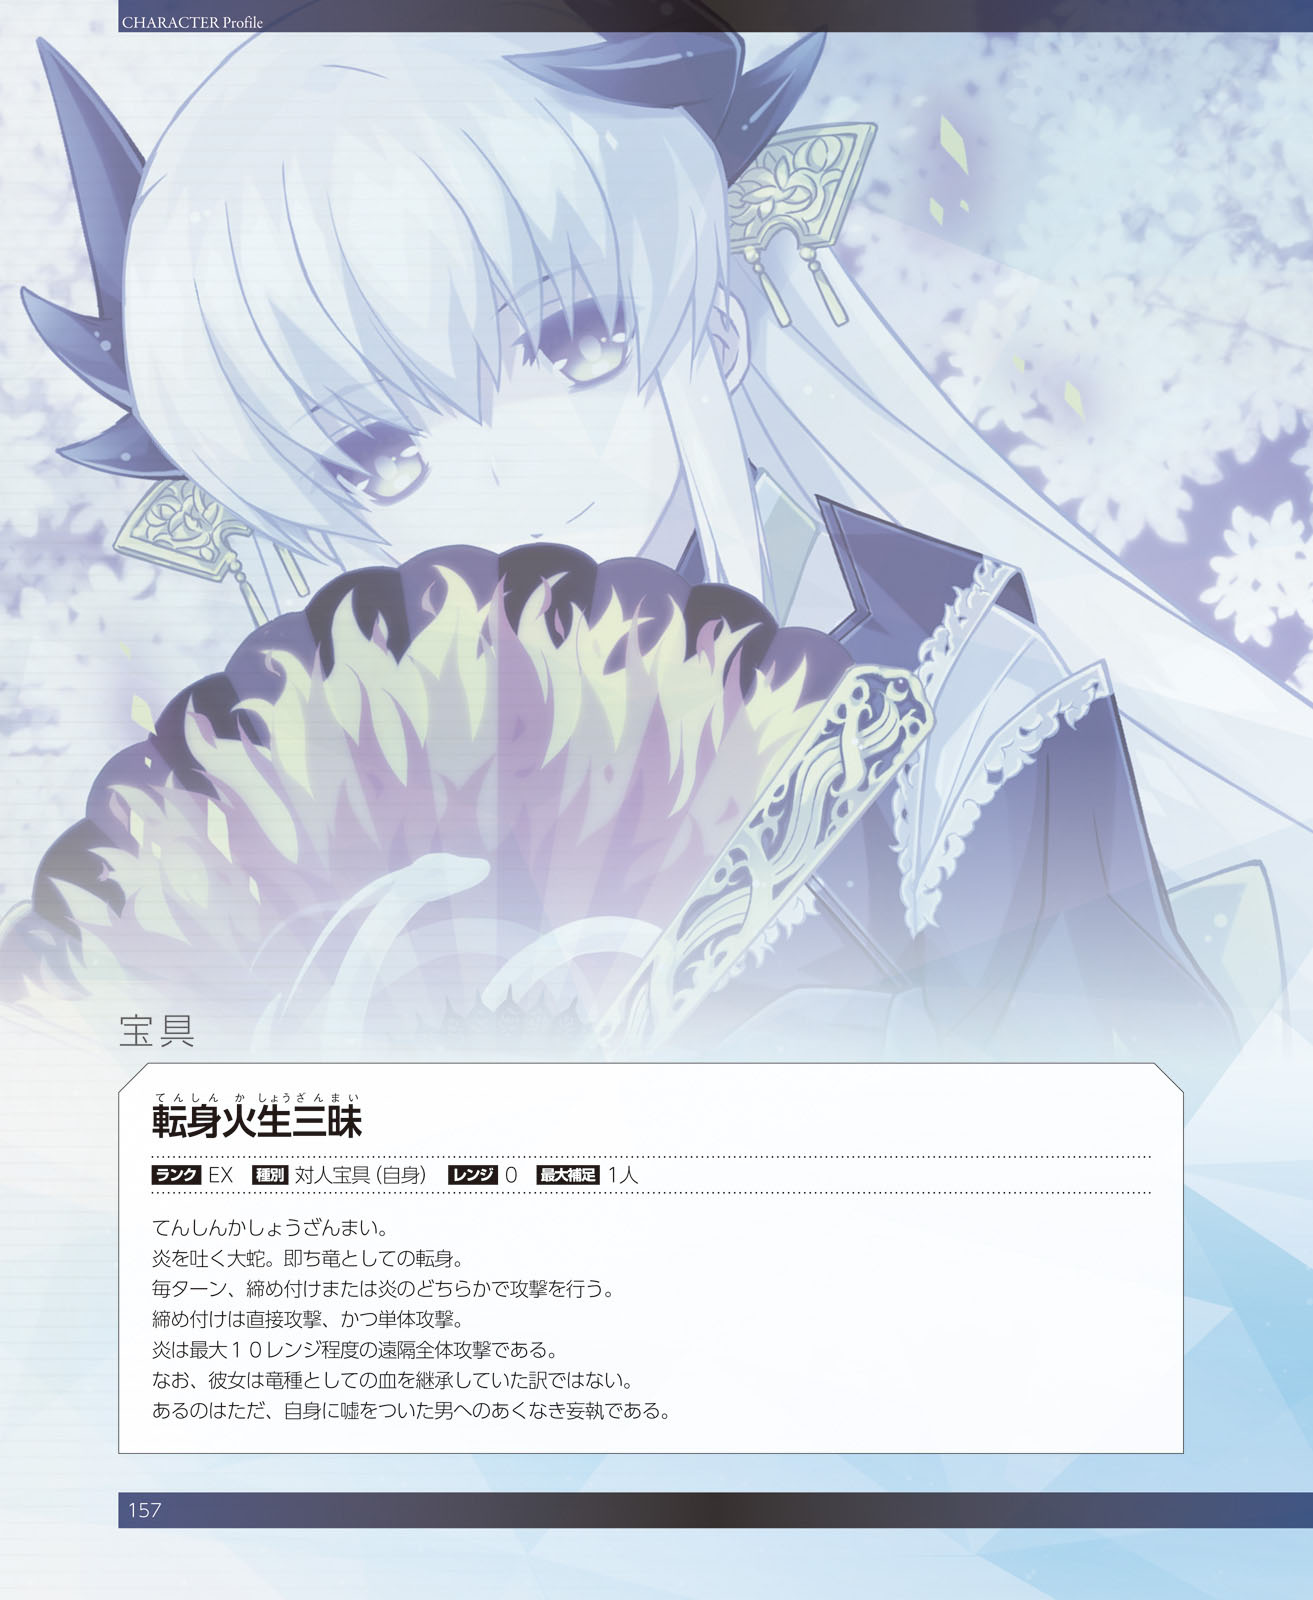 CHARACTER Profile
宝具
てんしんかしょうざんまい
転身火生三昧
ランク EX 種別 対人宝具（自身） レンジ 0 最大補足 1人
てんしんかしょうざんまい。
炎を吐く大蛇。即ち竜としての転身。
毎ターン、締め付けまたは炎のどちらかで攻撃を行う。
締め付けは直接攻撃、かつ単体攻撃。
炎は最大１０レンジ程度の遠隔全体攻撃である。
なお、彼女は竜種としての血を継承していた訳ではない。
あるのはただ、自身に嘘をついた男へのあくなき妄執である。
157